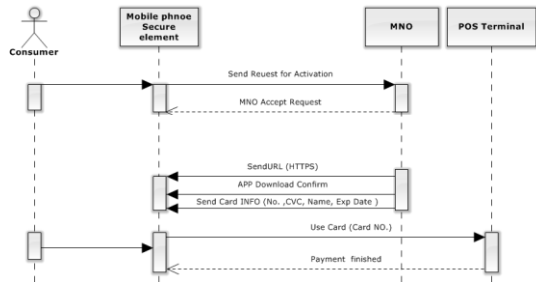 Mobile phnoe
Secure
element
MNO
POS Terminal
Consumer
Send Reuest for Activation
MNO Accept Request
SendURL (HTTPS)
APP Download Confirm
Send Card INFO (No. ,CVC, Name, Exp Date )
Use Card (Card NO.)
Payment finished